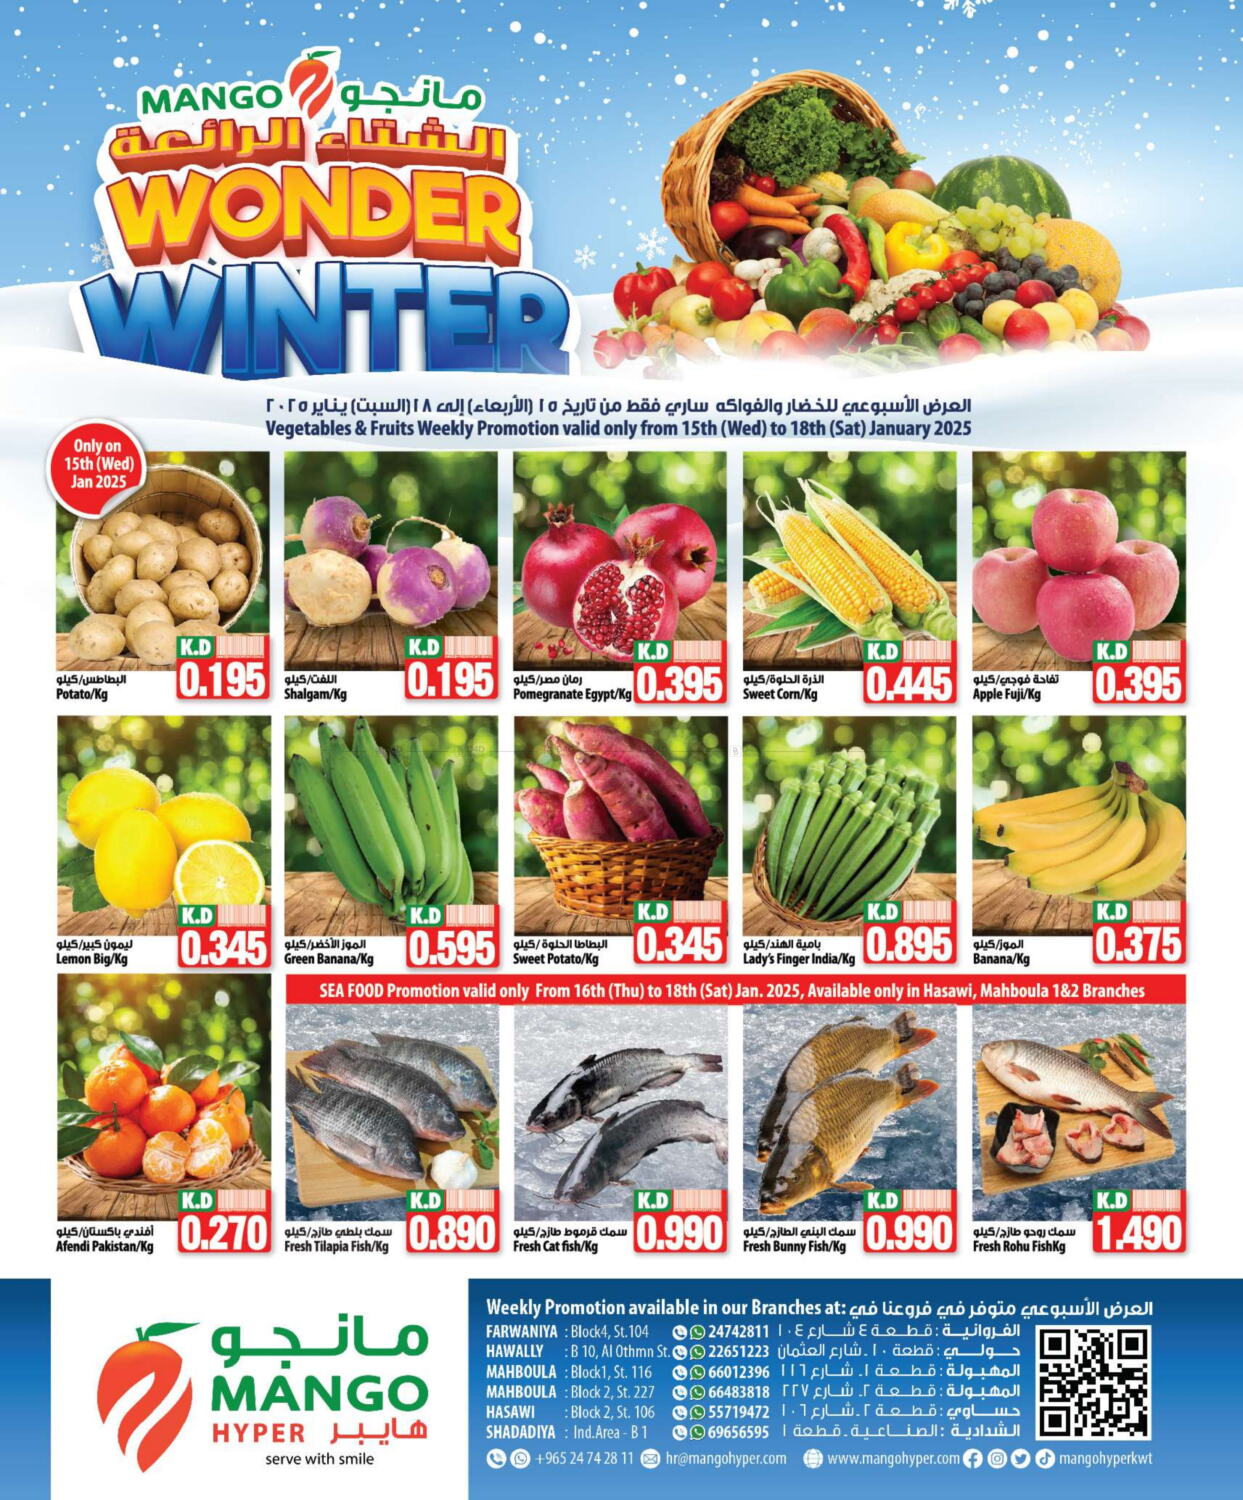 MANGO مانجو
الشتاء الرائعة
WONDER
WINTER
العرض الأسبوعي للخضار والفواكه ساري فقط من تاريخ ١٥ (الأربعاء) إلى ١٨ (السبت) يناير ٢٠٢٥
Vegetables & Fruits Weekly Promotion valid only from 15th (Wed) to 18th (Sat) January 2025
Only on
15th (Wed)
Jan 2025
البطاطس/كيلو
Potato/Kg
K.D
0.195
اللفت/كيلو
Shalgam/Kg
K.D
0.195
رمان مصر/كيلو
Pomegranate Egypt/Kg
K.D
0.395
الذرة الحلوة/كيلو
Sweet Corn/Kg
K.D
0.445
تفاحة فوجي/كيلو
Apple Fuji/Kg
K.D
0.395
ليمون كبير/كيلو
Lemon Big/Kg
K.D
0.345
الموز الأخضر/كيلو
Green Banana/Kg
K.D
0.595
البطاطا الحلوة /كيلو
Sweet Potato/Kg
K.D
0.345
بامية الهند/كيلو
Lady's Finger India/Kg
K.D
0.895
الموز/كيلو
Banana/Kg
K.D
0.375
أفندي باكستان/كيلو
Afendi Pakistan/Kg
K.D
0.270
SEA FOOD Promotion valid only From 16th (Thu) to 18th (Sat) Jan. 2025, Available only in Hasawi, Mahboula 1&2 Branches
سمك بلطي طازج/كيلو
Fresh Tilapia Fish/Kg
K.D
0.890
سمك قرموط طازج/كيلو
Fresh Cat fish/Kg
K.D
0.990
سمك البني الطازج/كيلو
Fresh Bunny Fish/Kg
K.D
0.990
سمك روحو طازج/كيلو
Fresh Rohu FishKg
K.D
1.490
مانجو
MANGO
HYPER هايبر
serve with smile
Weekly Promotion available in our Branches at: العرض الأسبوعي متوفر في فروعنا في:
FARWANIYA : Block4, St.104 24742811 الفروانية : قطعة ٤ شارع ١٠٤
HAWALLY : B 10, Al Othmn St. 22651223 حولي : قطعة ١٠ . شارع العثمان
MAHBOULA : Block1, St. 116 66012396 المهبولة : قطعة ١. شارع ١١٦
MAHBOULA : Block 2, St. 227 66483818 المهبولة : قطعة ٢. شارع ٢٢٧
HASAWI : Block 2, St. 106 55719472 حساوي : قطعة ٢. شارع ١٠٦
SHADADIYA : Ind.Area - B 1 69656595 الشدادية : الصناعية . قطعة ١
+965 24 74 28 11 hr@mangohyper.com www.mangohyper.com mangohyperkwt